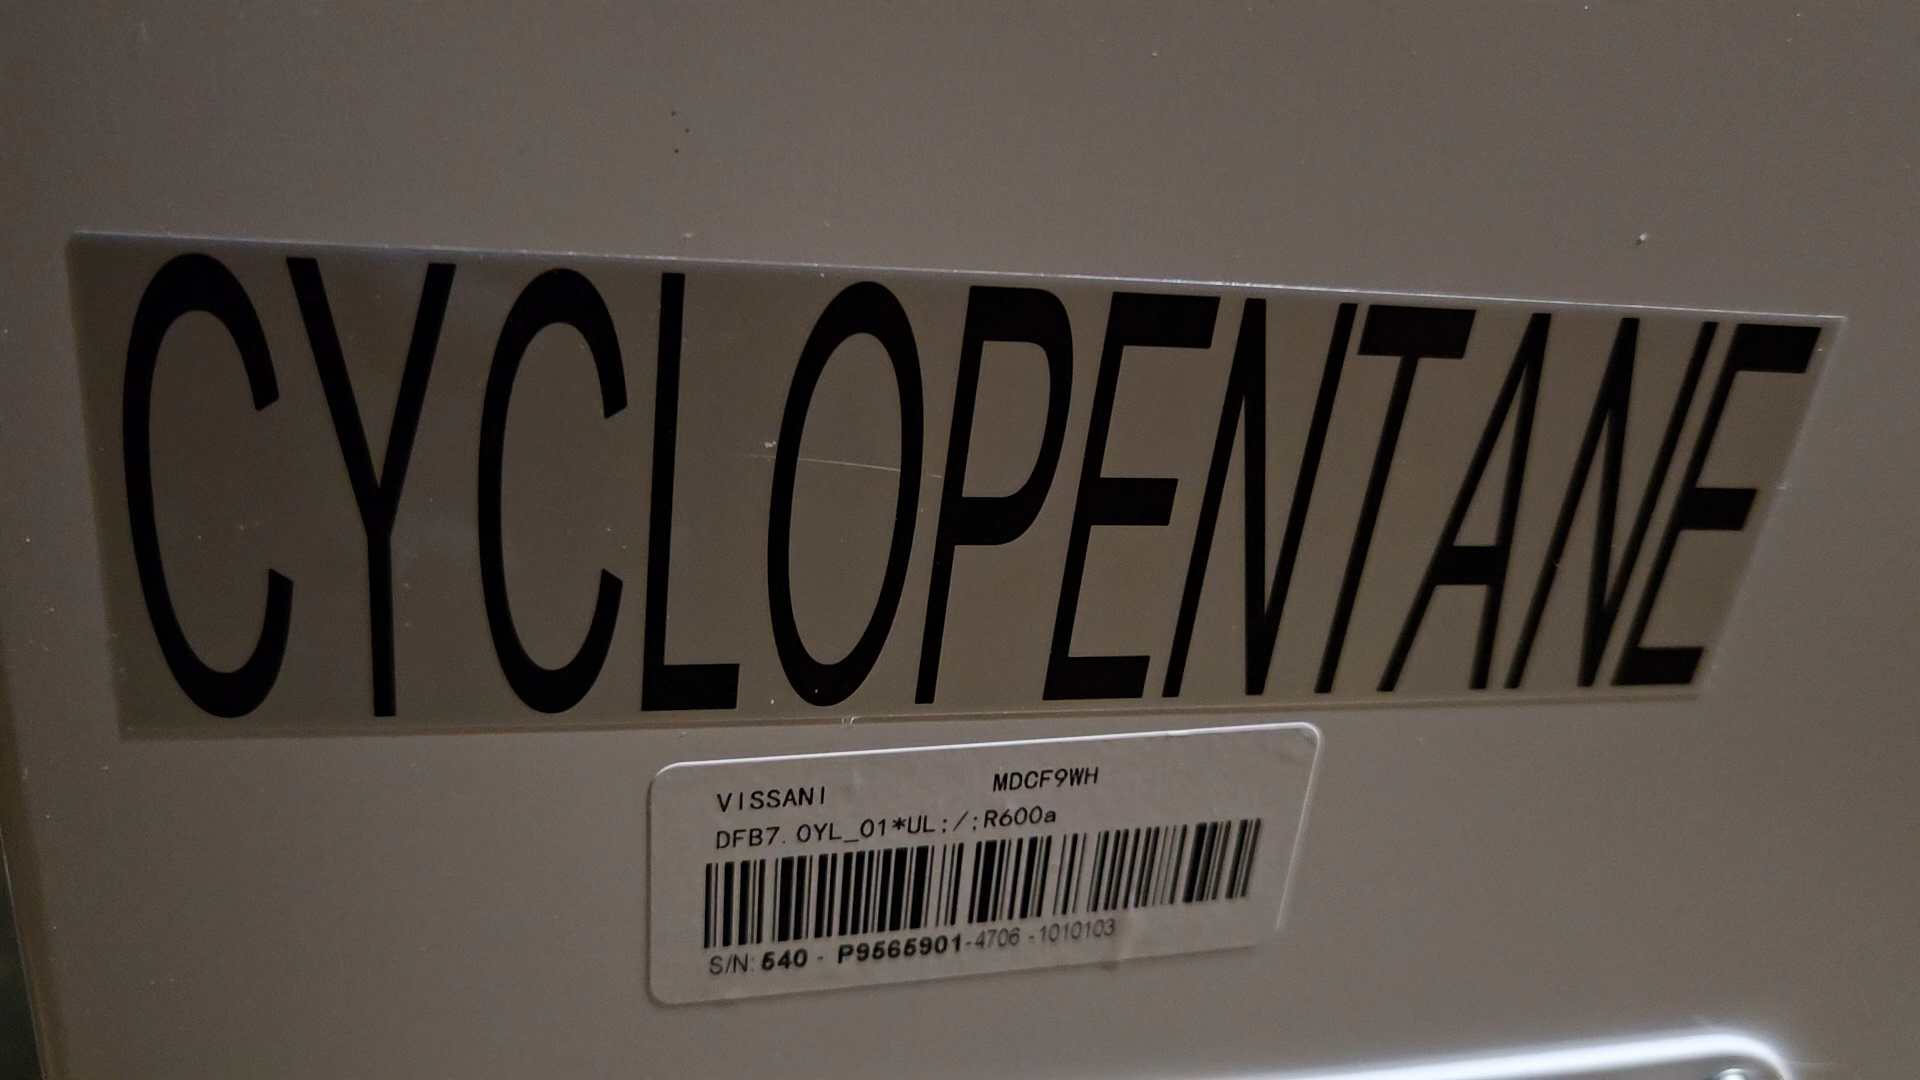 CYCLOPENTANE
VISSANI MDCF9WH
DFB7.0YL_01*UL;/;R600a
S/N: 540 - P9565901-4706 -1010103